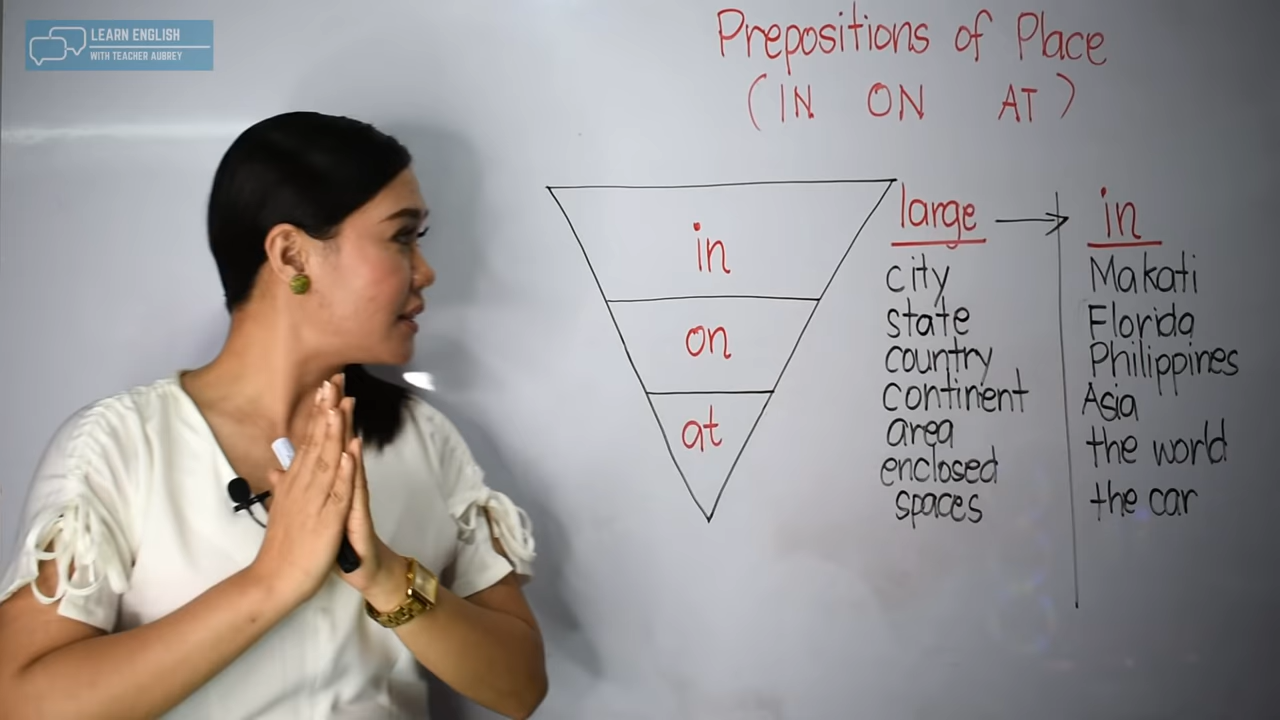 LEARN ENGLISH
WITH TEACHER AUBREY
Prepositions of Place
(IN ON AT)
in
on
at
large
city
state
country
continent
area
enclosed
spaces
in
Makati
Florida
Philippines
Asia
the world
the car